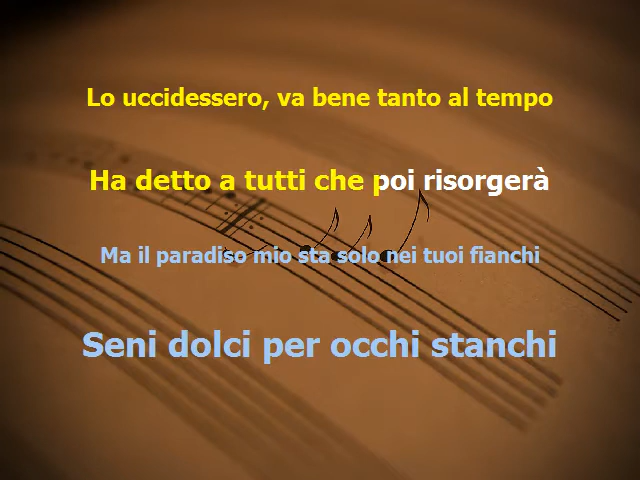 Lo uccidessero, va bene tanto al tempo
Ha detto a tutti che poi risorgerà
Ma il paradiso mio sta solo nei tuoi fianchi
Seni dolci per occhi stanchi